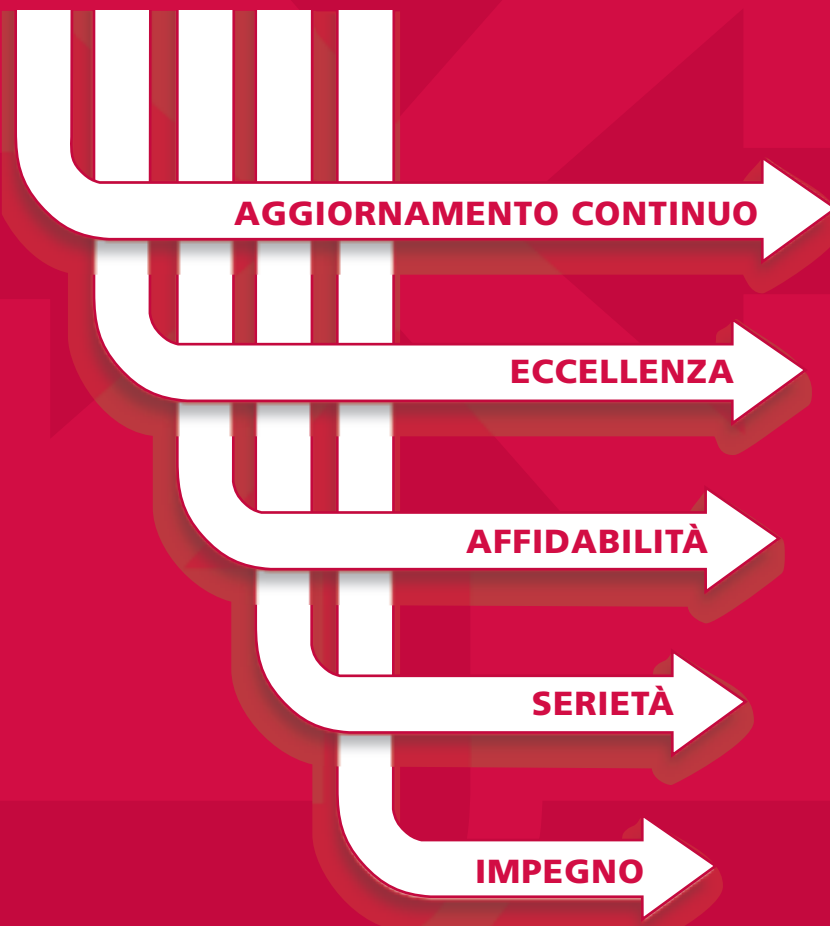 AGGIORNAMENTO CONTINUO
ECCELLENZA
AFFIDABILITÀ
SERIETÀ
IMPEGNO